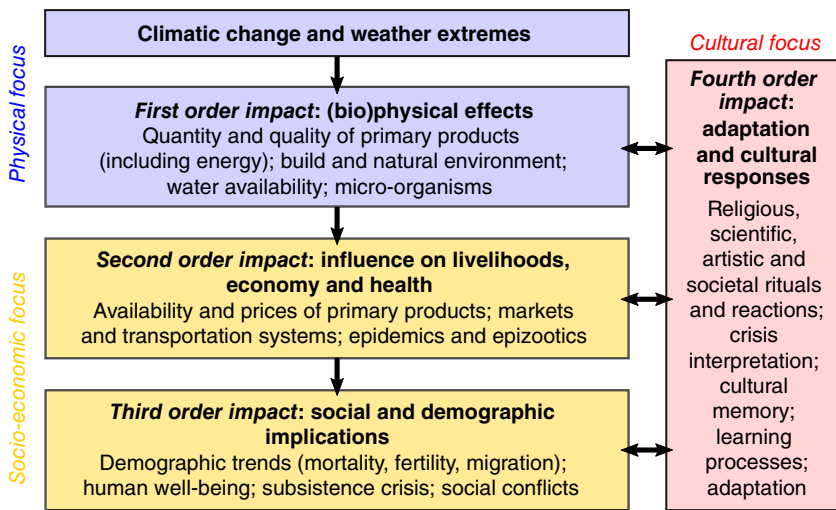 Climatic change and weather extremes
Physical focus
First order impact: (bio)physical effects
Quantity and quality of primary products
(including energy); build and natural environment;
water availability; micro-organisms
Socio-economic focus
Second order impact: influence on livelihoods,
economy and health
Availability and prices of primary products; markets
and transportation systems; epidemics and epizootics
Third order impact: social and demographic
implications
Demographic trends (mortality, fertility, migration);
human well-being; subsistence crisis; social conflicts
Cultural focus
Fourth order
impact:
adaptation
and cultural
responses
Religious,
scientific,
artistic and
societal rituals
and reactions;
crisis
interpretation;
cultural
memory;
learning
processes;
adaptation